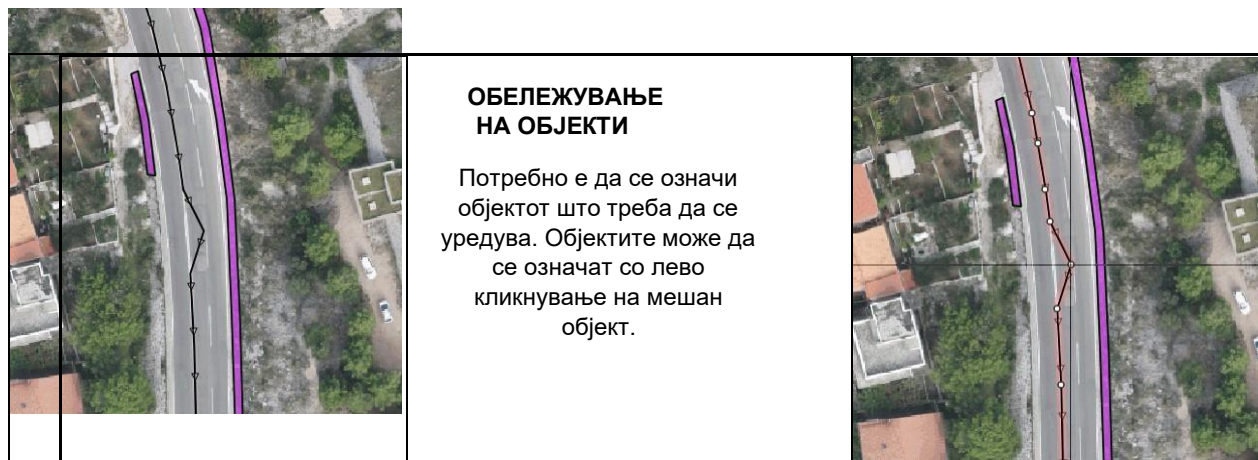 ОБЕЛЕЖУВАЊЕ
НА ОБЈЕКТИ
Потребно е да се означи
објектот што треба да се
уредува. Објектите може да
се означат со лево
кликнување на мешан
објект.